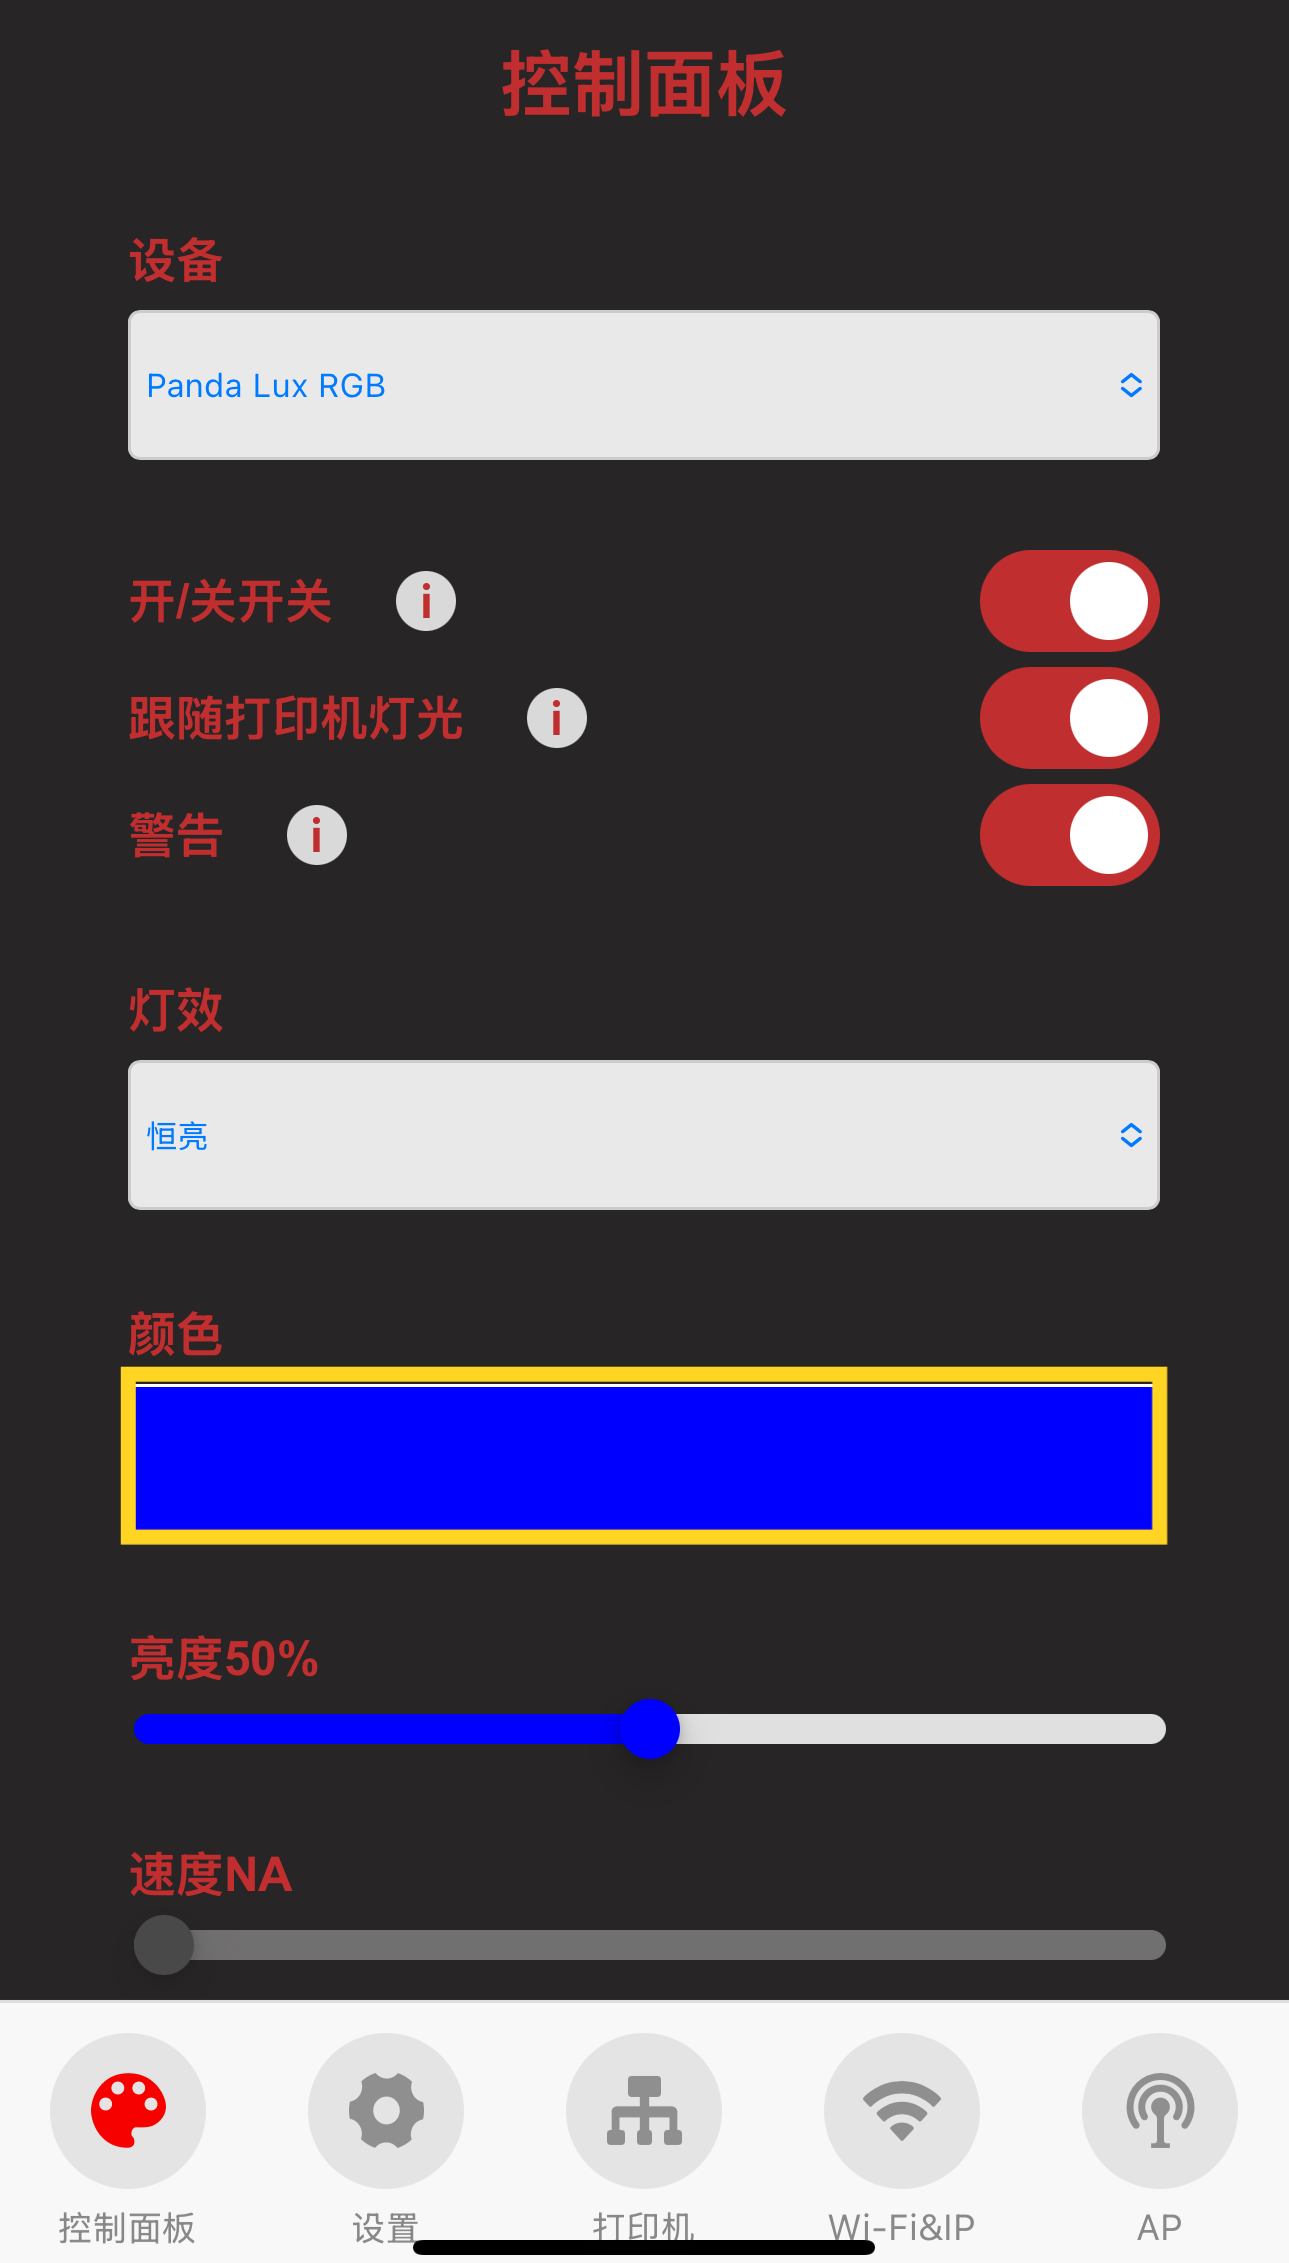 控制面板
设备
Panda Lux RGB
开/关开关 i
跟随打印机灯光 i
警告 i
灯效
恒亮
颜色
亮度50%
速度NA
控制面板 设置 打印机 Wi-Fi&IP AP